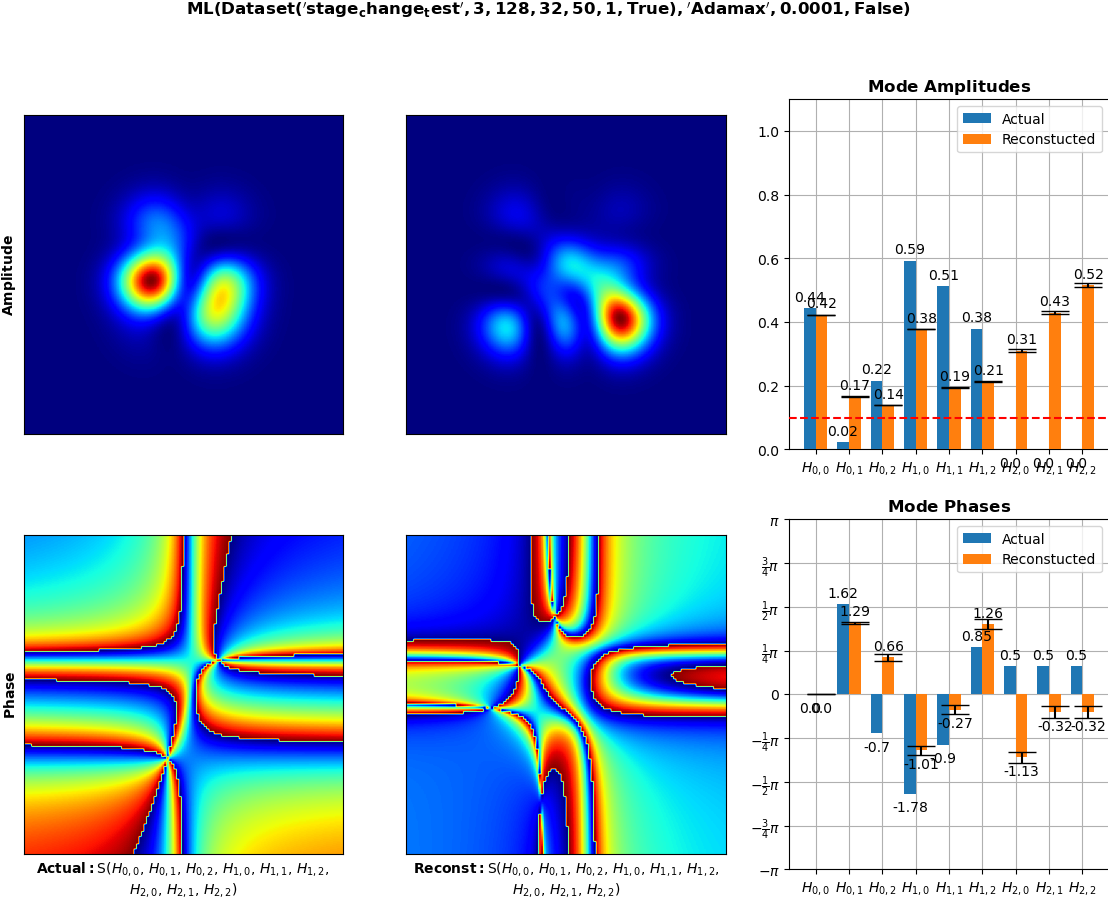 ML(Dataset('stage_change_test', 3, 128, 32, 50, 1, True), 'Adamax', 0.0001, False)
Amplitude
Mode Amplitudes
Actual
Reconstucted
1.0
0.8
0.6
0.4
0.2
0.0
0.44
0.42
0.02
0.17
0.22
0.14
0.59
0.38
0.51
0.19
0.38
0.21
0.0
0.31
0.0
0.43
0.0
0.52
H0,0 H0,1 H0,2 H1,0 H1,1 H1,2 H2,0 H2,1 H2,2
Phase
Actual: S(H0,0, H0,1, H0,2, H1,0, H1,1, H1,2,
H2,0, H2,1, H2,2)
Reconst: S(H0,0, H0,1, H0,2, H1,0, H1,1, H1,2,
H2,0, H2,1, H2,2)
Mode Phases
Actual
Reconstucted
π
3/4π
1/2π
1/4π
0
−1/4π
−1/2π
−3/4π
−π
0.0
0.0
1.62
1.29
-0.7
0.66
-1.78
-1.01
-0.9
-0.27
0.85
1.26
0.5
-1.13
0.5
-0.32
0.5
-0.32
H0,0 H0,1 H0,2 H1,0 H1,1 H1,2 H2,0 H2,1 H2,2